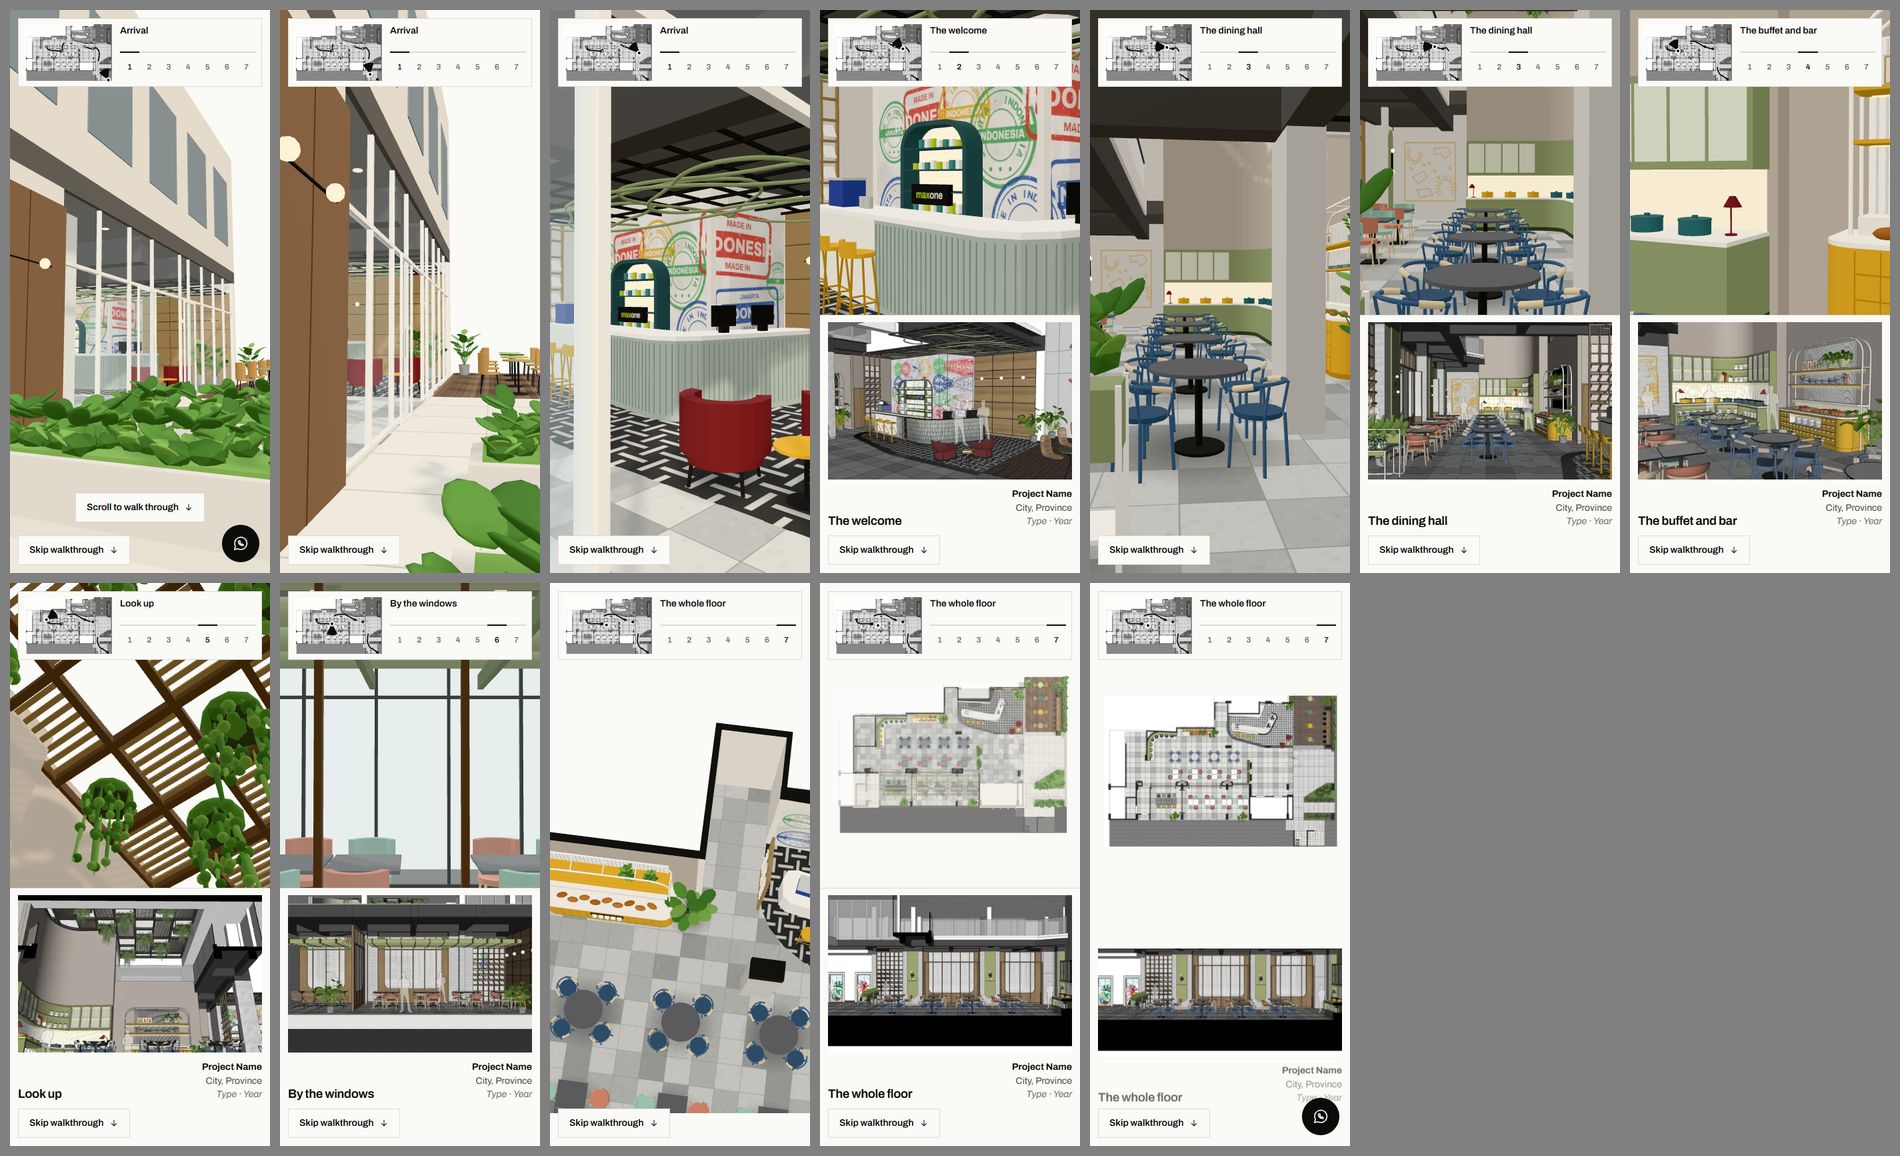 Arrival
1 2 3 4 5 6 7
Scroll to walk through ↓
Skip walkthrough ↓
Arrival
1 2 3 4 5 6 7
Skip walkthrough ↓
Arrival
1 2 3 4 5 6 7
MADE IN
DONESI
MADE IN
INDONESIA
JAKARTA
maxone
Skip walkthrough ↓
The welcome
1 2 3 4 5 6 7
MADE IN
INDONESIA
INDONESIA
maxone
Project Name
City, Province
Type · Year
The welcome
Skip walkthrough ↓
The dining hall
1 2 3 4 5 6 7
Skip walkthrough ↓
The dining hall
1 2 3 4 5 6 7
Project Name
City, Province
Type · Year
The dining hall
Skip walkthrough ↓
The buffet and bar
1 2 3 4 5 6 7
Project Name
City, Province
Type · Year
The buffet and bar
Skip walkthrough ↓
Look up
1 2 3 4 5 6 7
Project Name
City, Province
Type · Year
Look up
Skip walkthrough ↓
By the windows
1 2 3 4 5 6 7
Project Name
City, Province
Type · Year
By the windows
Skip walkthrough ↓
The whole floor
1 2 3 4 5 6 7
Skip walkthrough ↓
The whole floor
1 2 3 4 5 6 7
Project Name
City, Province
Type · Year
The whole floor
Skip walkthrough ↓
The whole floor
1 2 3 4 5 6 7
Project Name
City, Province
Type · Year
The whole floor
Skip walkthrough ↓